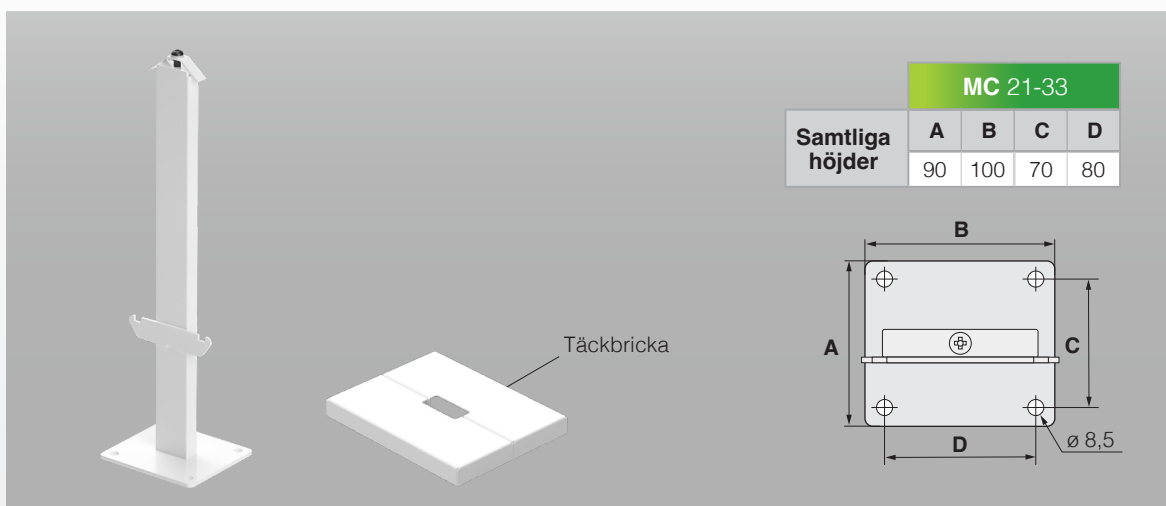 MC 21-33
Samtliga höjder
A B C D
90 100 70 80
Täckbricka
B
A
C
D
ø 8,5